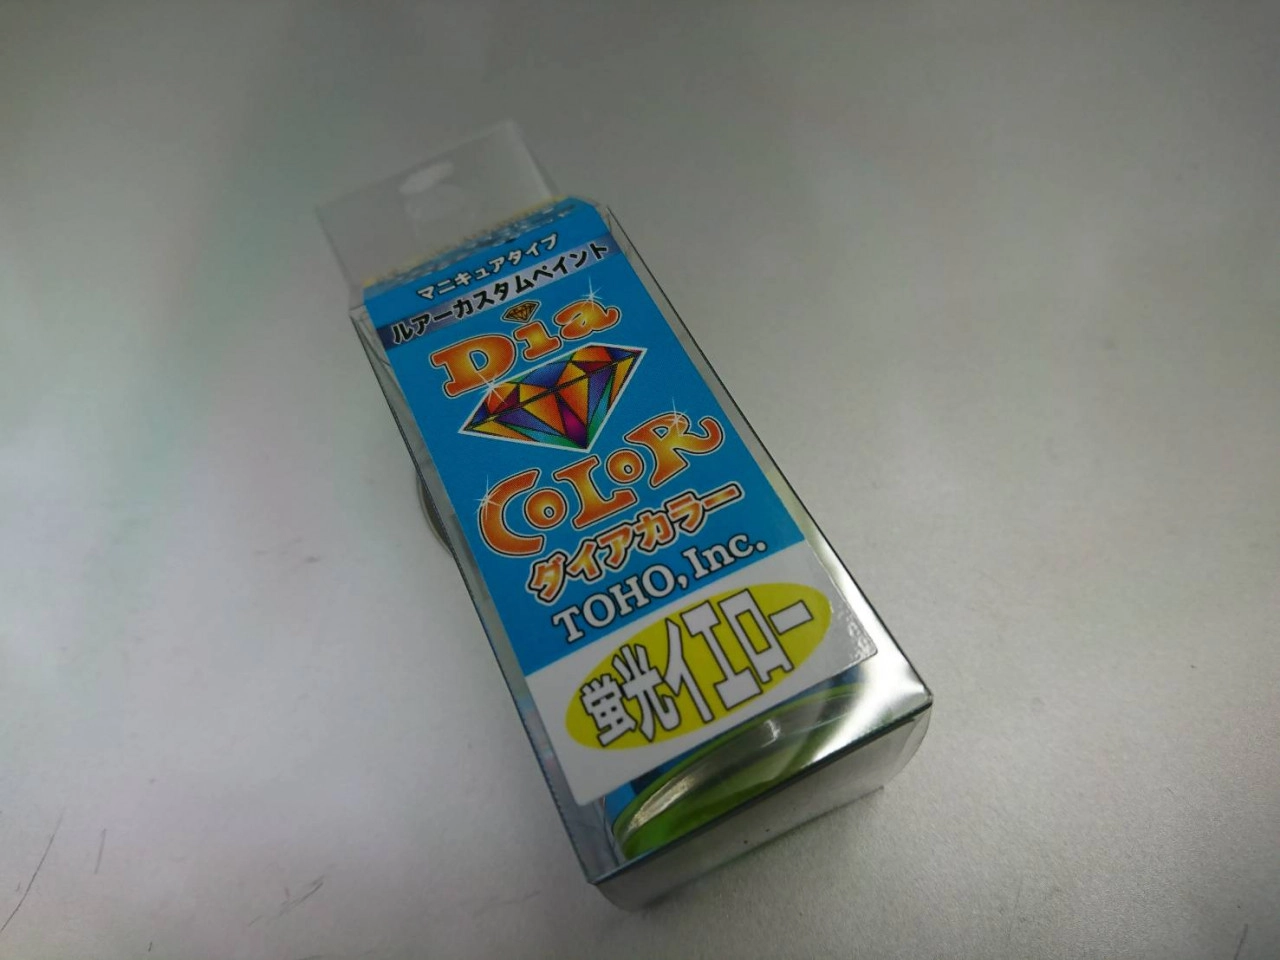 マニキュアタイプ
ルアーカスタムペイント
Dia
COLOR
ダイアカラー
TOHO, Inc.
蛍光イエロー